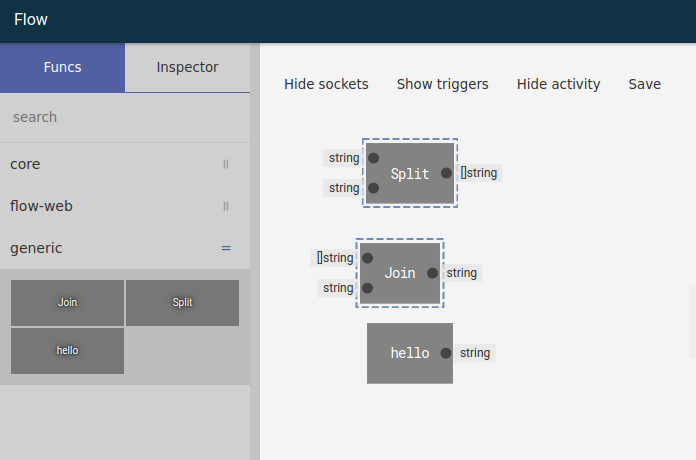 Flow
Funcs Inspector
search
core
flow-web
generic
Join Split
hello
Hide sockets Show triggers Hide activity Save
string
string
Split
[]string
[]string
string
Join
string
hello
string